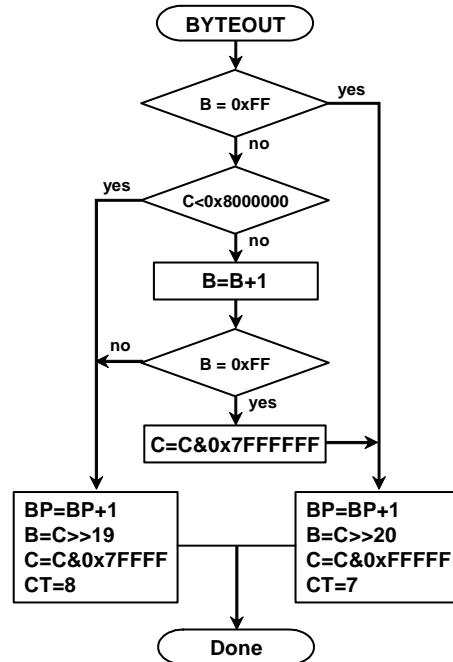 BYTEOUT
B = 0xFF
yes
no
yes
C<0x8000000
no
B=B+1
no
B = 0xFF
yes
C=C&0x7FFFFFF
BP=BP+1
B=C>>19
C=C&0x7FFFF
CT=8
BP=BP+1
B=C>>20
C=C&0xFFFFF
CT=7
Done